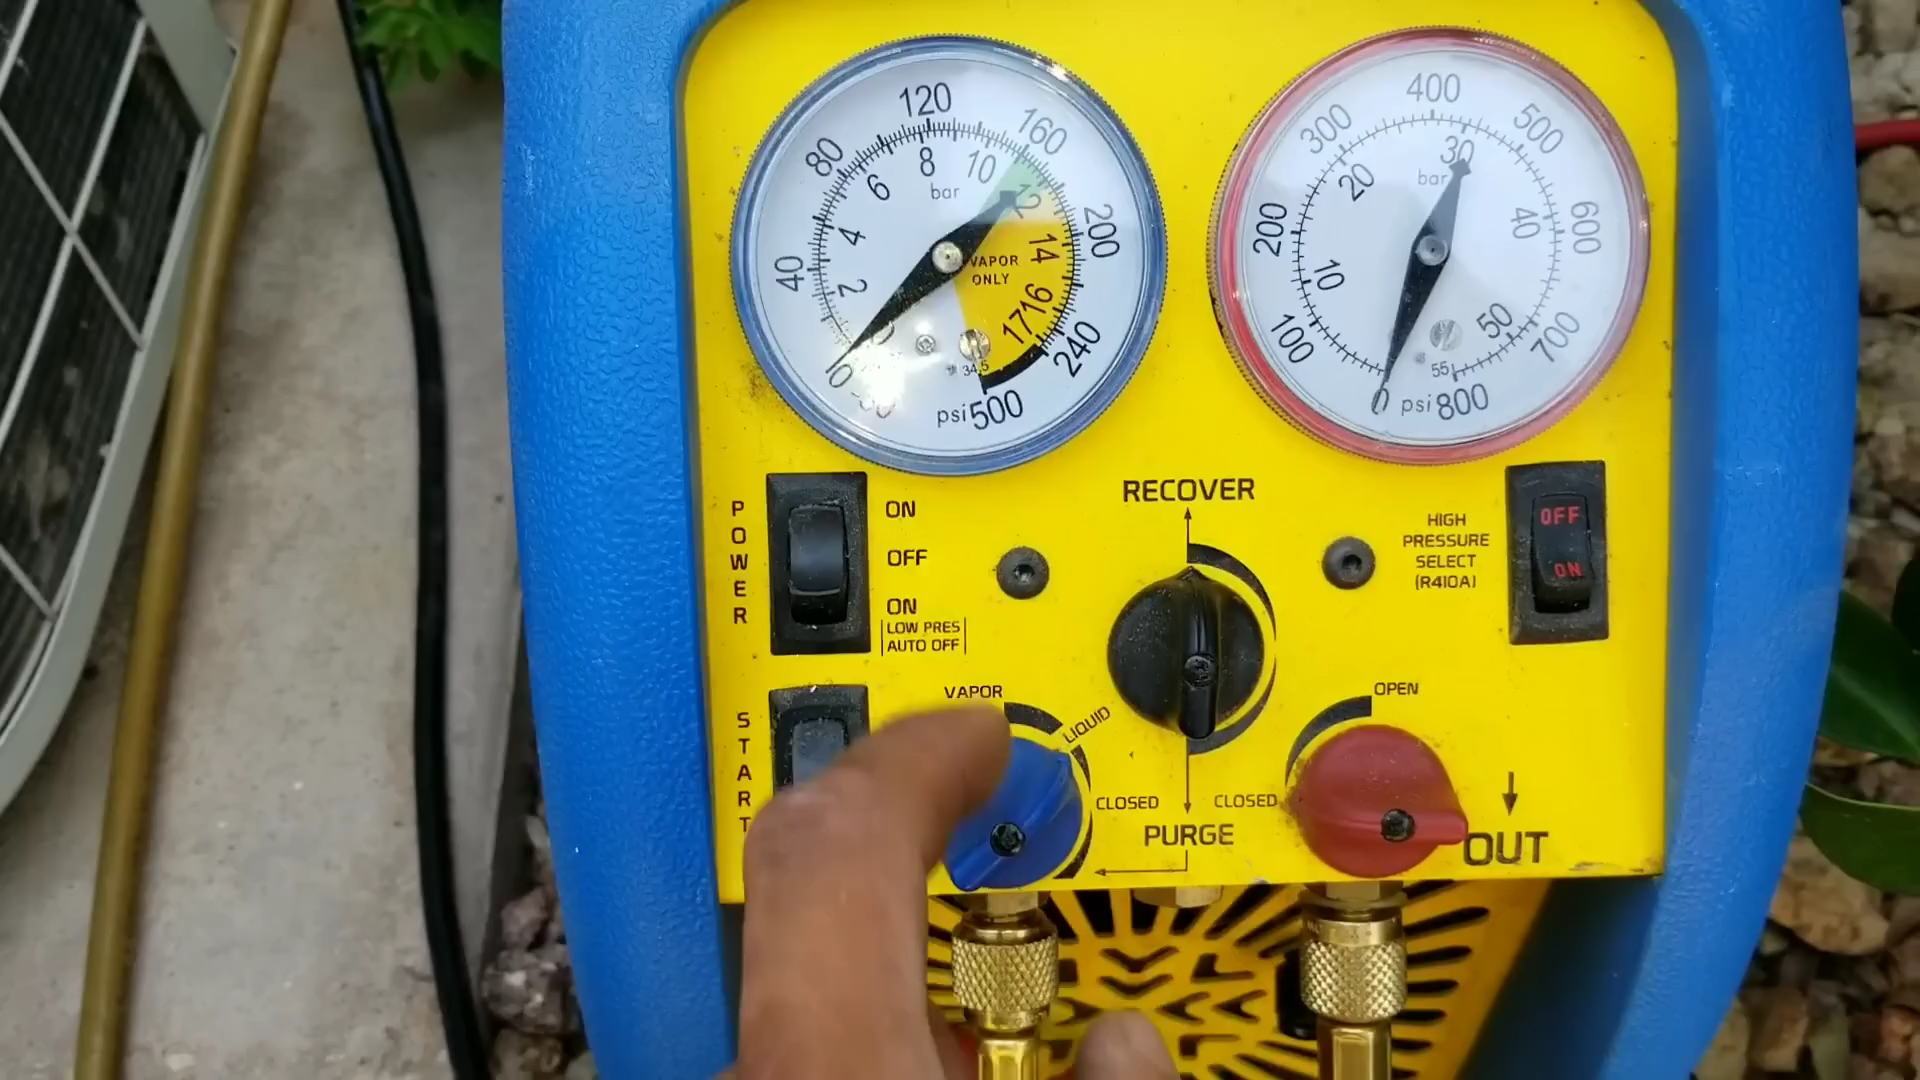 120
160
80
8
10
6
bar
12
200
4
14
40
VAPOR
ONLY
2
16
17
240
34,5
10
psi 500
400
300
500
30
20
bar
200
40
600
10
100
50
700
55
0 psi 800
POWER
ON
OFF
ON
LOW PRES
AUTO OFF
RECOVER
HIGH
PRESSURE
SELECT
(R410A)
OFF
ON
START
VAPOR
LIQUID
CLOSED
PURGE
OPEN
CLOSED
OUT